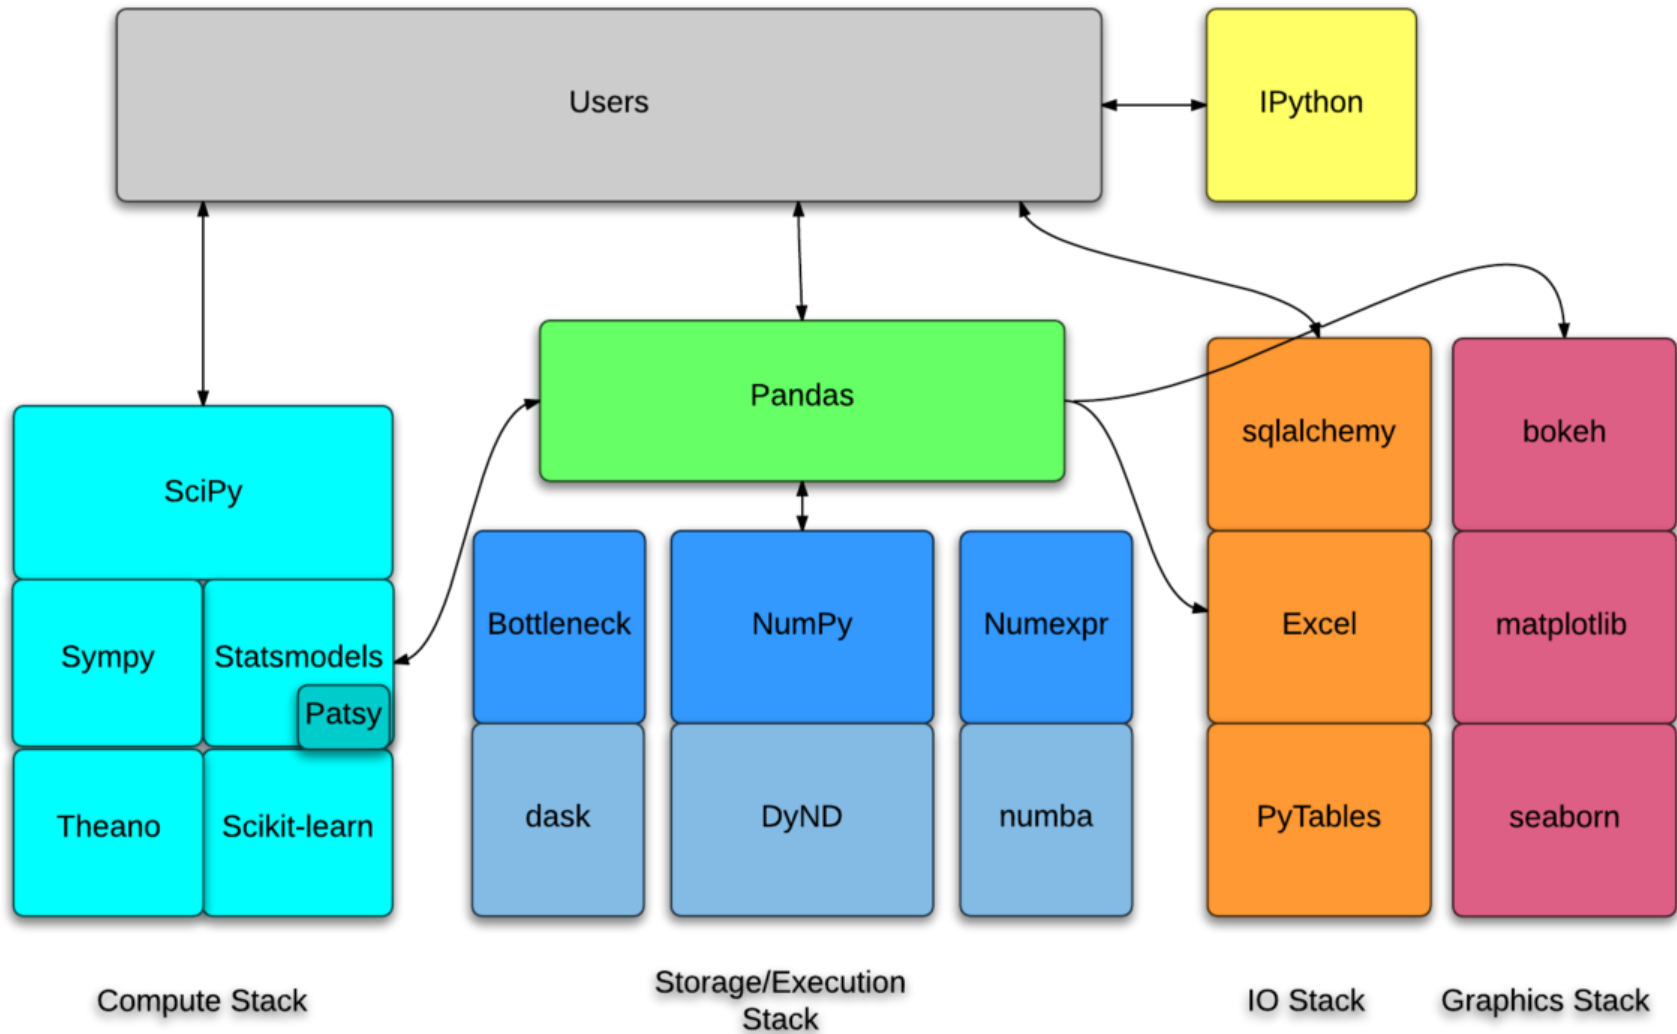 Users
IPython
Pandas
SciPy
Sympy
Statsmodels
Patsy
Theano
Scikit-learn
Bottleneck
NumPy
Numexpr
dask
DyND
numba
sqlalchemy
Excel
PyTables
bokeh
matplotlib
seaborn
Compute Stack
Storage/Execution
Stack
IO Stack
Graphics Stack